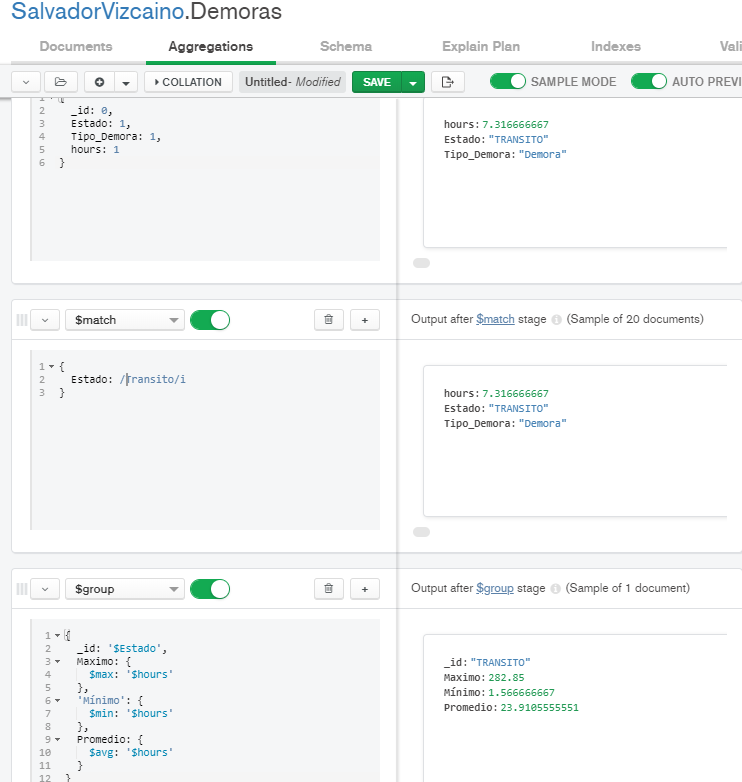 SalvadorVizcaino.Demoras
Documents Aggregations Schema Explain Plan Indexes Vali
COLLATION Untitled- Modified SAVE SAMPLE MODE AUTO PREVI
1 {
2 _id: 0,
3 Estado: 1,
4 Tipo_Demora: 1,
5 hours: 1
6 }
hours: 7.316666667
Estado: "TRANSITO"
Tipo_Demora: "Demora"
$match
Output after $match stage (Sample of 20 documents)
1 {
2 Estado: /Transito/i
3 }
hours: 7.316666667
Estado: "TRANSITO"
Tipo_Demora: "Demora"
$group
Output after $group stage (Sample of 1 document)
1 {
2 _id: '$Estado',
3 Maximo: {
4 $max: '$hours'
5 },
6 'Mínimo': {
7 $min: '$hours'
8 },
9 Promedio: {
10 $avg: '$hours'
11 }
12 }
_id: "TRANSITO"
Maximo: 282.85
Mínimo: 1.566666667
Promedio: 23.9105555551